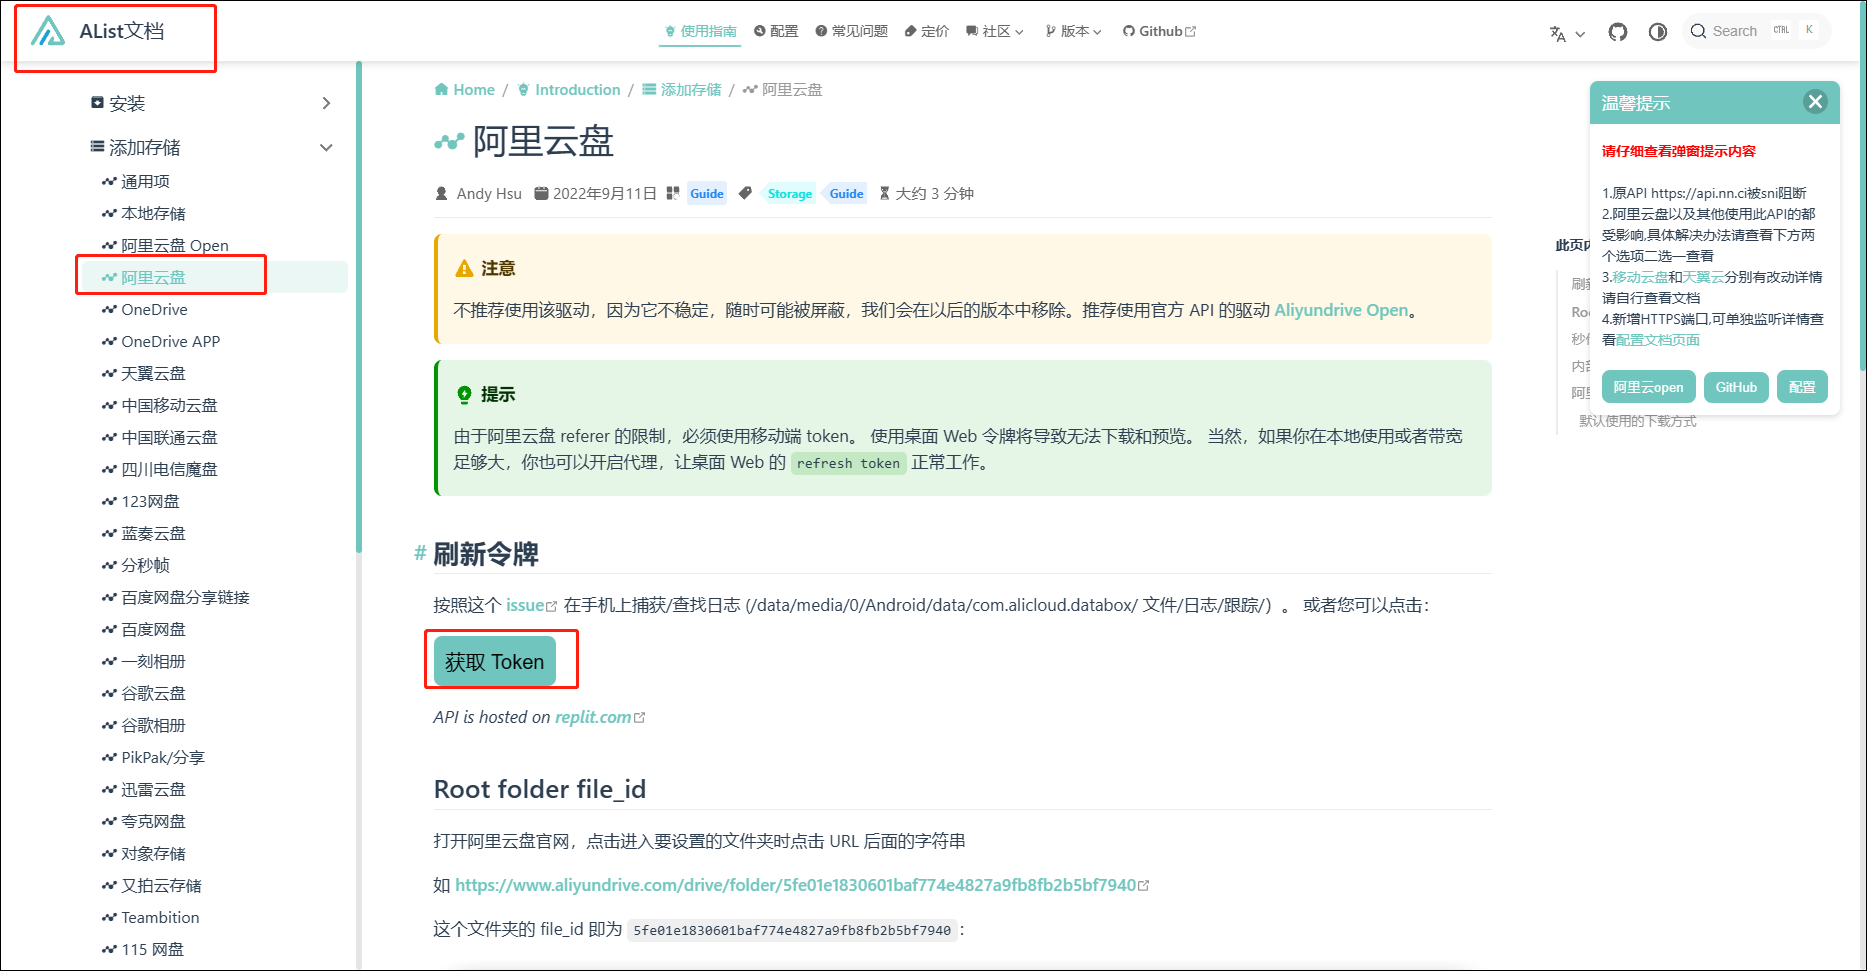 AList文档
使用指南 配置 常见问题 定价 社区 版本 Github
Search CTRL K
安装
添加存储
通用项
本地存储
阿里云盘 Open
阿里云盘
OneDrive
OneDrive APP
天翼云盘
中国移动云盘
中国联通云盘
四川电信魔盘
123网盘
蓝奏云盘
分秒帧
百度网盘分享链接
百度网盘
一刻相册
谷歌云盘
谷歌相册
PikPak/分享
迅雷云盘
夸克网盘
对象存储
又拍云存储
Teambition
115 网盘
Home / Introduction / 添加存储 / 阿里云盘
阿里云盘
Andy Hsu 2022年9月11日 Guide Storage Guide 大约 3 分钟
注意
不推荐使用该驱动，因为它不稳定，随时可能被屏蔽，我们会在以后的版本中移除。推荐使用官方 API 的驱动 Aliyundrive Open。
提示
由于阿里云盘 referer 的限制，必须使用移动端 token。 使用桌面 Web 令牌将导致无法下载和预览。 当然，如果你在本地使用或者带宽
足够大，你也可以开启代理，让桌面 Web 的 refresh token 正常工作。
# 刷新令牌
按照这个 issue 在手机上捕获/查找日志 (/data/media/0/Android/data/com.alicloud.databox/ 文件/日志/跟踪/）。 或者您可以点击：
获取 Token
API is hosted on replit.com
Root folder file_id
打开阿里云盘官网，点击进入要设置的文件夹时点击 URL 后面的字符串
如 https://www.aliyundrive.com/drive/folder/5fe01e1830601baf774e4827a9fb8fb2b5bf7940
这个文件夹的 file_id 即为 5fe01e1830601baf774e4827a9fb8fb2b5bf7940 ：
温馨提示
请仔细查看弹窗提示内容
1.原API https://api.nn.ci被sni阻断
2.阿里云盘以及其他使用此API的都
受影响,具体解决办法请查看下方两
个选项二选一查看
3.移动云盘和天翼云分别有改动详情
请自行查看文档
4.新增HTTPS端口,可单独监听详情查
看配置文档页面
阿里云open GitHub 配置
此页内
刷
Ro
秒
内
阿
默认使用的下载方式